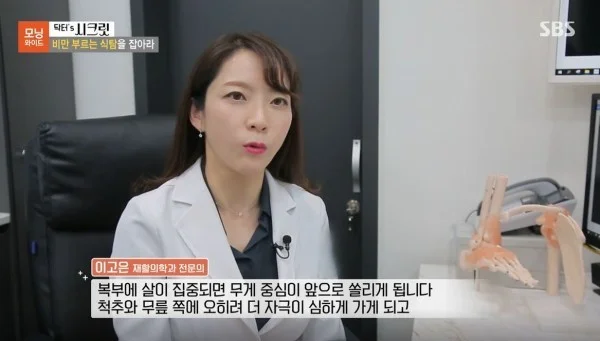 모닝
와이드
닥터's 시크릿
비만 부르는 식탐을 잡아라
SBS
이고은 재활의학과 전문의
복부에 살이 집중되면 무게 중심이 앞으로 쏠리게 됩니다
척추와 무릎 쪽에 오히려 더 자극이 심하게 가게 되고